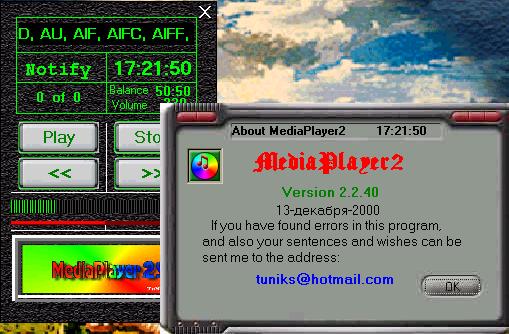 D, AU, AIF, AIFC, AIFF,
Notify 17:21:50
0 of 0 Balance 50:50
Volume
Play Sto
<< >>
MediaPlayer
About MediaPlayer2 17:21:50
MediaPlayer2
Version 2.2.40
13-декабря-2000
If you have found errors in this program,
and also your sentences and wishes can be
sent me to the address:
tuniks@hotmail.com
OK